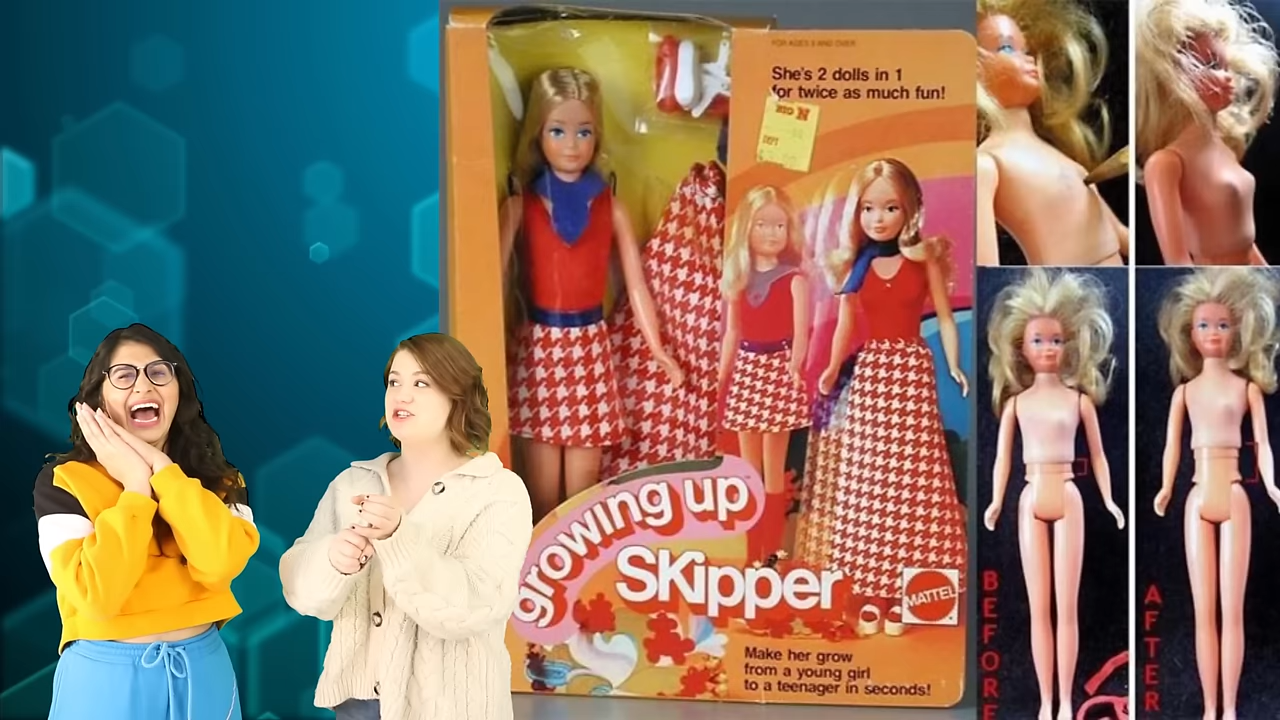 FOR AGES 3 AND OVER
She's 2 dolls in 1
for twice as much fun!
DEPT
growing up
SKipper
MATTEL
Make her grow
from a young girl
to a teenager in seconds!
BEFORE
AFTER